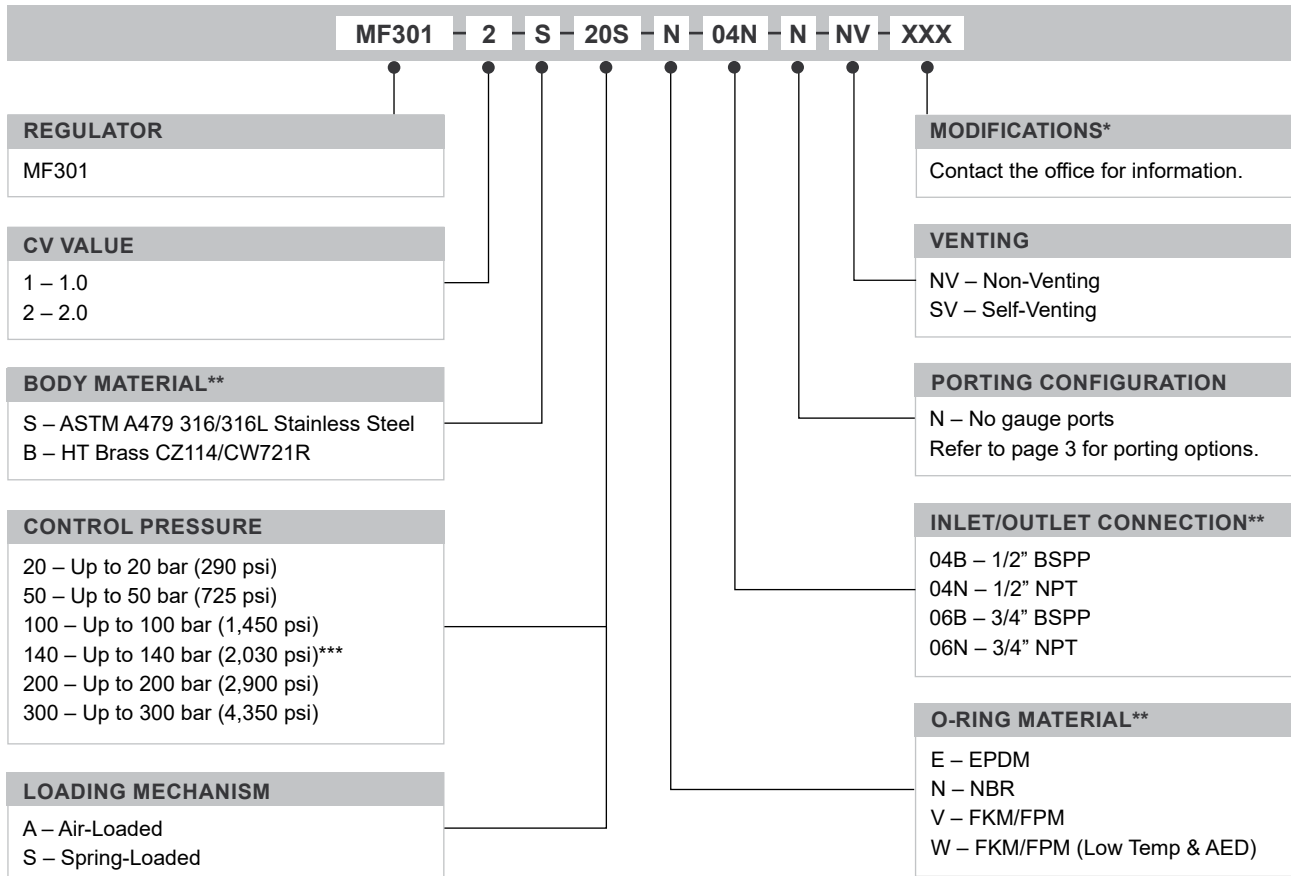 MF301 - 2 - S - 20S - N - 04N - N - NV - XXX
REGULATOR
MF301
CV VALUE
1 – 1.0
2 – 2.0
BODY MATERIAL**
S – ASTM A479 316/316L Stainless Steel
B – HT Brass CZ114/CW721R
CONTROL PRESSURE
20 – Up to 20 bar (290 psi)
50 – Up to 50 bar (725 psi)
100 – Up to 100 bar (1,450 psi)
140 – Up to 140 bar (2,030 psi)***
200 – Up to 200 bar (2,900 psi)
300 – Up to 300 bar (4,350 psi)
LOADING MECHANISM
A – Air-Loaded
S – Spring-Loaded
MODIFICATIONS*
Contact the office for information.
VENTING
NV – Non-Venting
SV – Self-Venting
PORTING CONFIGURATION
N – No gauge ports
Refer to page 3 for porting options.
INLET/OUTLET CONNECTION**
04B – 1/2” BSPP
04N – 1/2” NPT
06B – 3/4” BSPP
06N – 3/4” NPT
O-RING MATERIAL**
E – EPDM
N – NBR
V – FKM/FPM
W – FKM/FPM (Low Temp & AED)